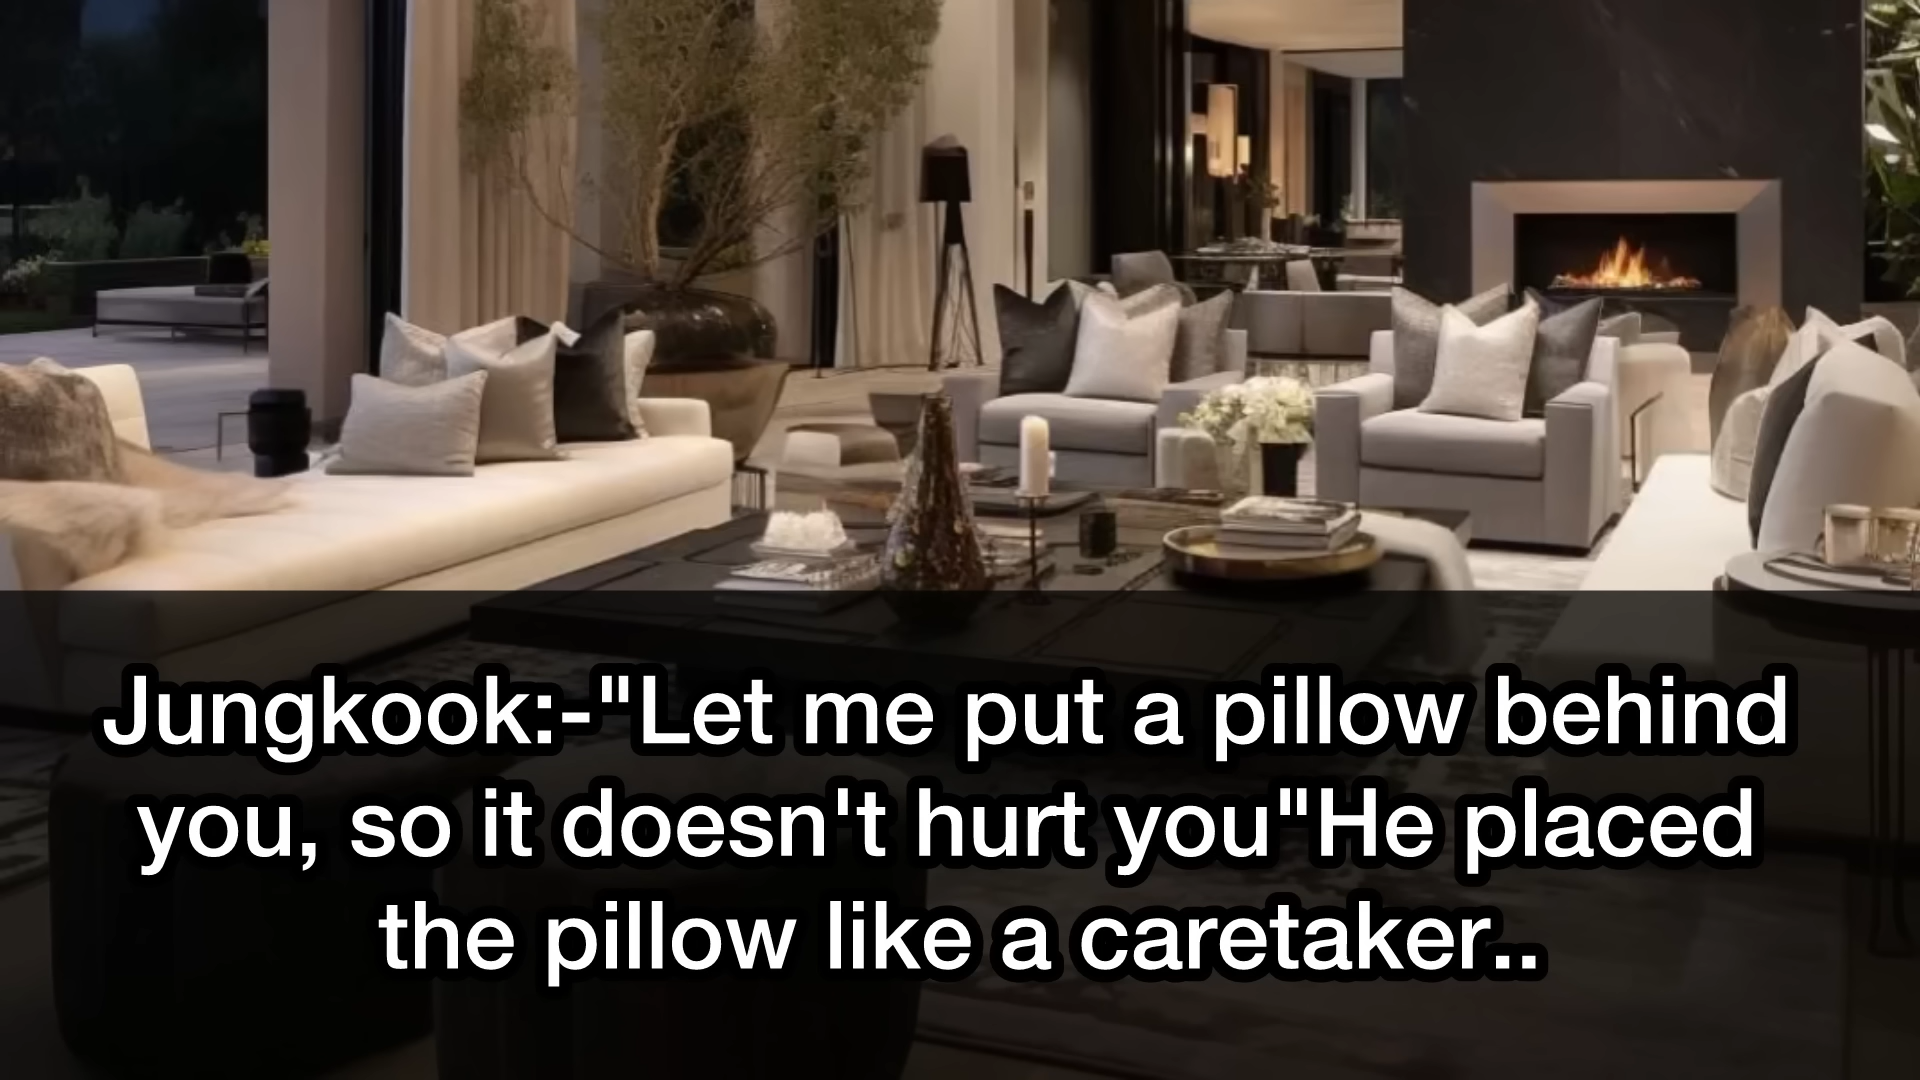 Jungkook:-"Let me put a pillow behind
you, so it doesn't hurt you"He placed
the pillow like a caretaker..